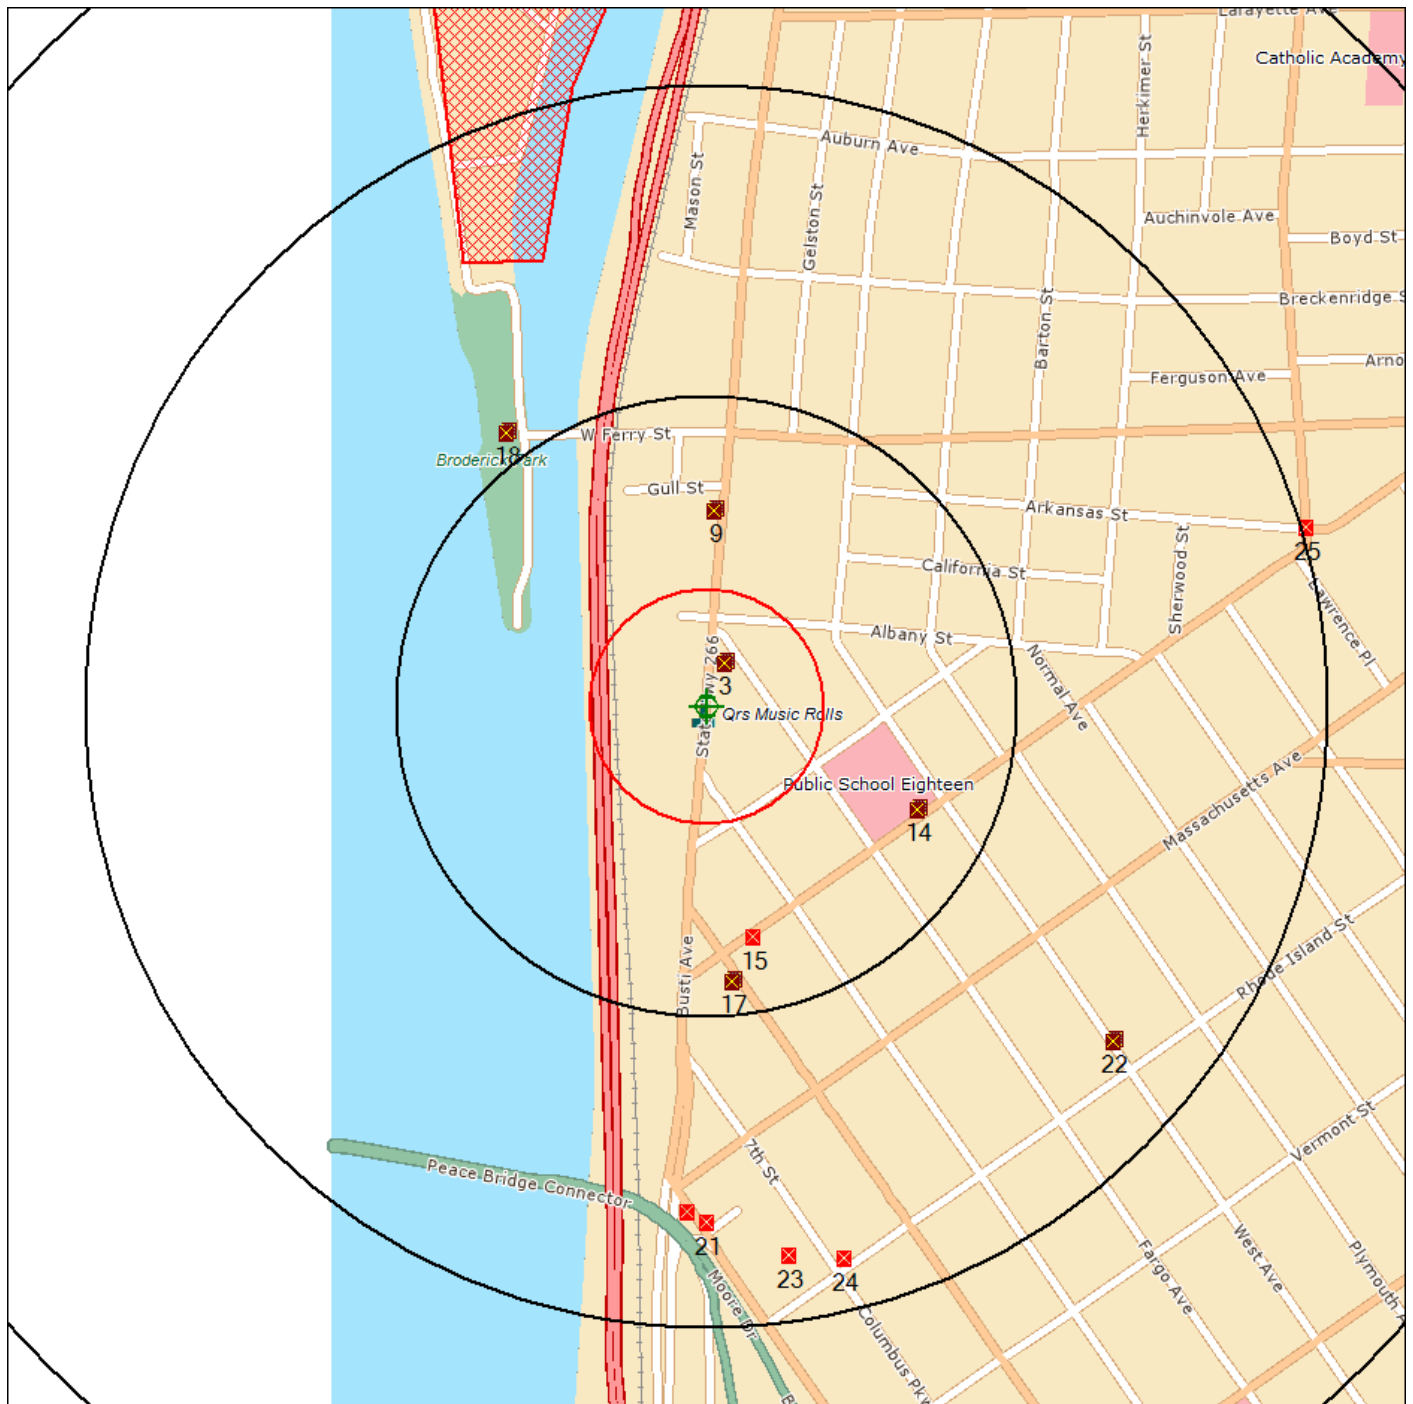 Lafayette Ave
Catholic Academy
Herkimer St
Auburn Ave
Mason St
Gelston St
Auchinvole Ave
Boyd St
Breckenridge S
Barton St
Arno
Ferguson Ave
W Ferry St
18
Broderick Park
Gull St
9
Arkansas St
25
California St
Sherwood St
Lawrence Pl
Albany St
Normal Ave
3
Qrs Music Rolls
Public School Eighteen
14
Massachusetts Ave
Rhode Island St
15
Busti Ave
17
22
Vermont St
7th St
Peace Bridge Connector
21
23
24
Moore Dr
Columbus Pkw
Fargo Ave
West Ave
Plymouth A